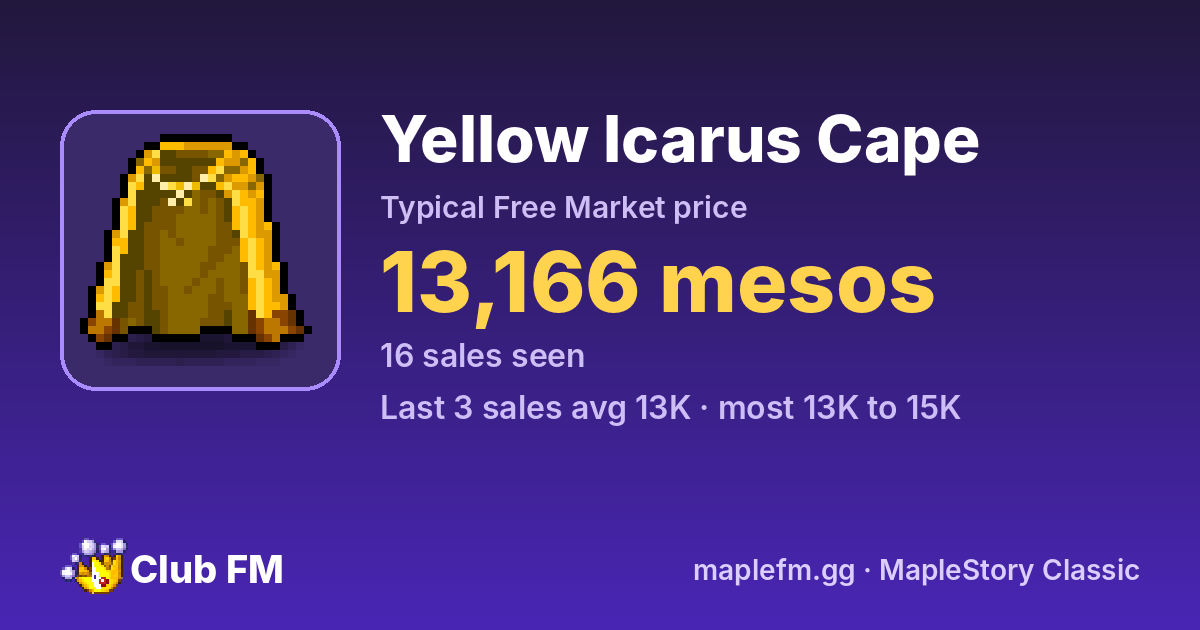 Yellow Icarus Cape
Typical Free Market price
13,166 mesos
16 sales seen
Last 3 sales avg 13K · most 13K to 15K
Club FM
maplefm.gg · MapleStory Classic